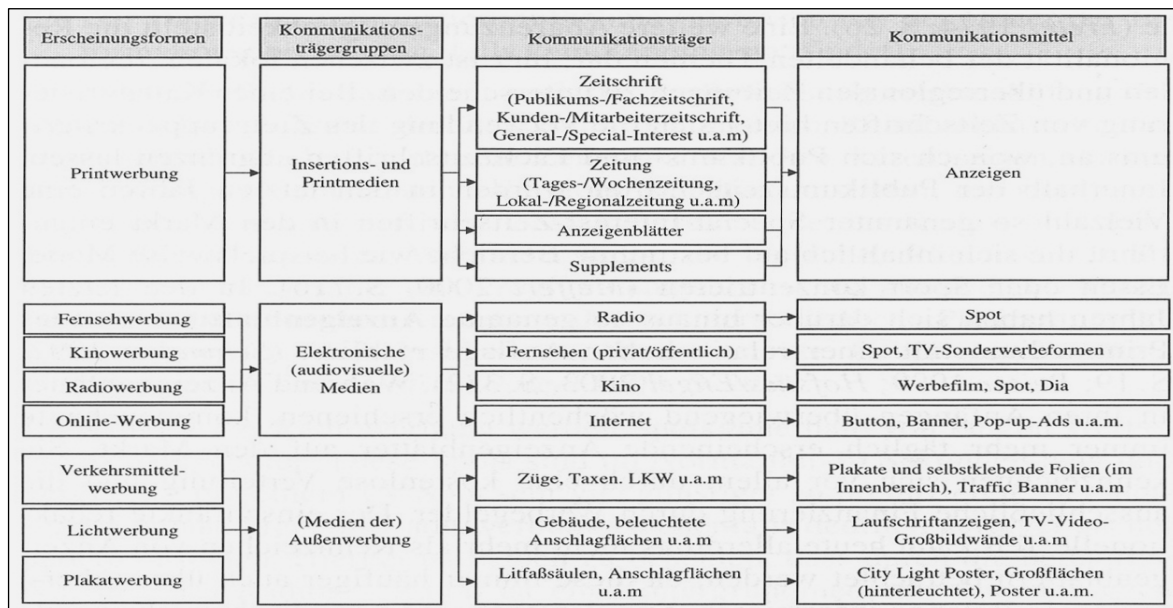 Erscheinungsformen
Kommunikations-
trägergruppen
Kommunikationsträger
Kommunikationsmittel
Printwerbung
Insertions- und
Printmedien
Zeitschrift
(Publikums-/Fachzeitschrift,
Kunden-/Mitarbeiterzeitschrift,
General-/Special-Interest u.a.m)
Zeitung
(Tages-/Wochenzeitung,
Lokal-/Regionalzeitung u.a.m)
Anzeigenblätter
Supplements
Anzeigen
Fernsehwerbung
Kinowerbung
Radiowerbung
Online-Werbung
Elektronische
(audiovisuelle)
Medien
Radio
Spot
Fernsehen (privat/öffentlich)
Spot, TV-Sonderwerbeformen
Kino
Werbefilm, Spot, Dia
Internet
Button, Banner, Pop-up-Ads u.a.m.
Verkehrsmittel-
werbung
Lichtwerbung
Plakatwerbung
(Medien der)
Außenwerbung
Züge, Taxen, LKW u.a.m
Plakate und selbstklebende Folien (im
Innenbereich), Traffic Banner u.a.m
Gebäude, beleuchtete
Anschlagflächen u.a.m
Laufschriftanzeigen, TV-Video-
Großbildwände u.a.m
Litfaßsäulen, Anschlagflächen
u.a.m
City Light Poster, Großflächen
(hinterleuchtet), Poster u.a.m.